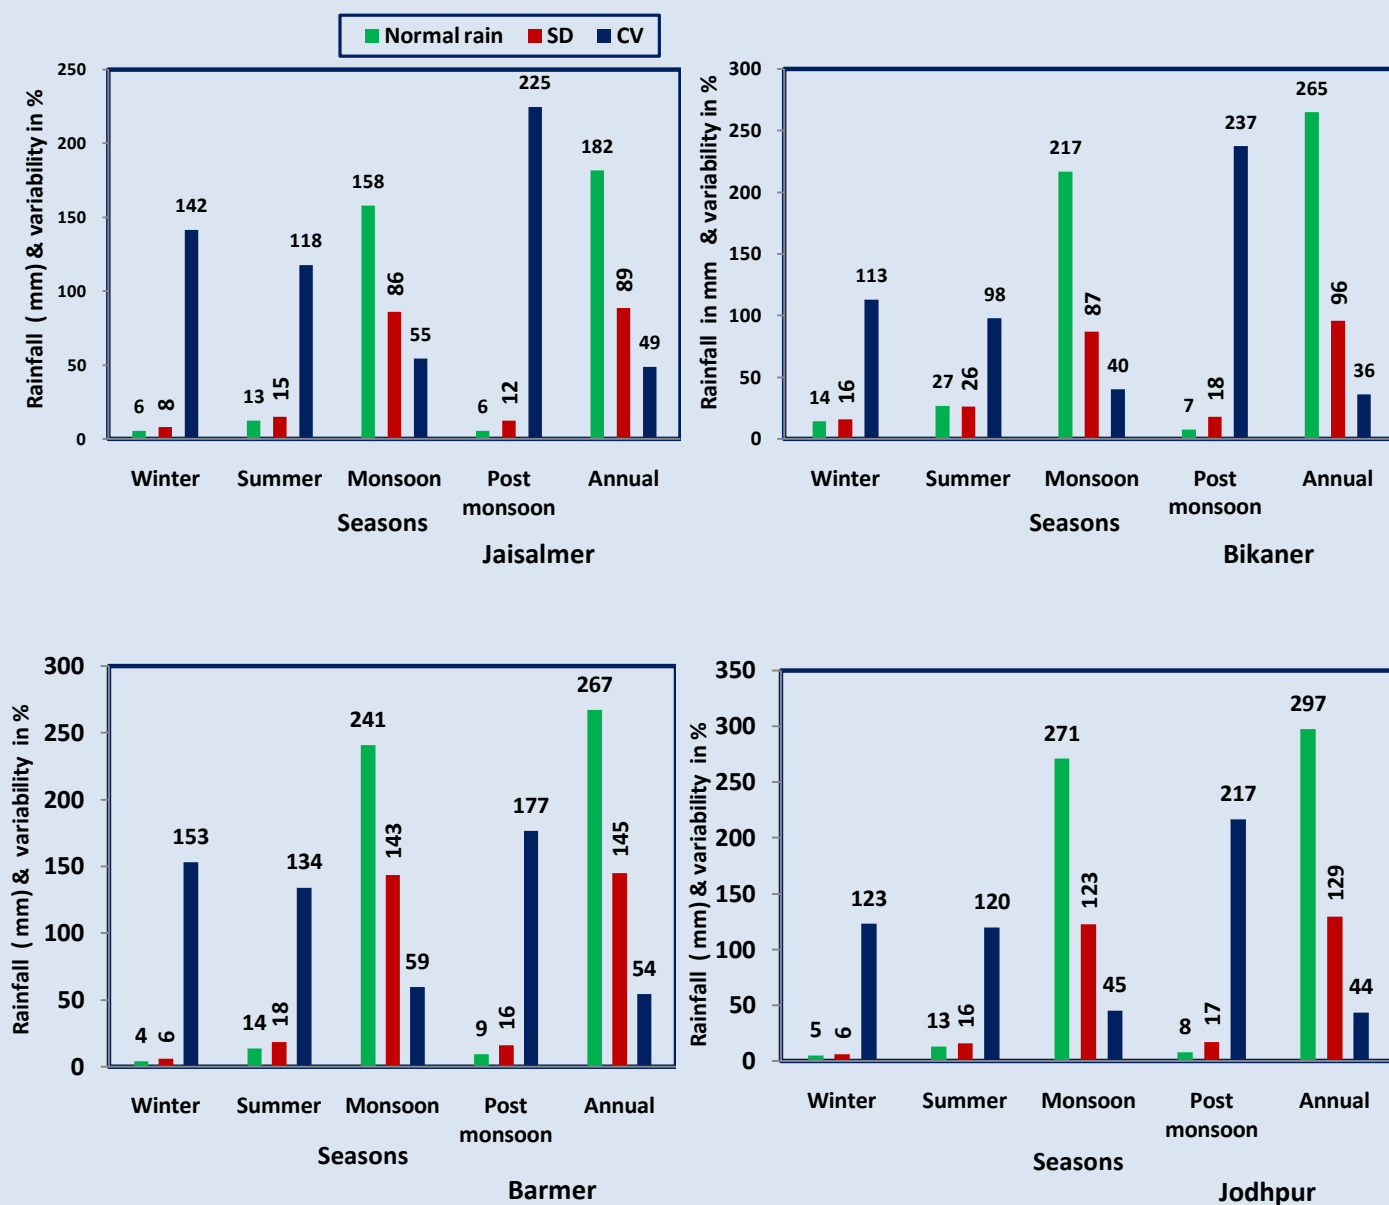 Normal rain SD CV
Rainfall ( mm) & variability in %
250
200
150
100
50
0
6 8 142
13 15 118
158 86 55
6 12 225
182 89 49
Winter Summer Monsoon Post monsoon Annual
Seasons
Jaisalmer
Rainfall in mm & variability in %
300
250
200
150
100
50
0
14 16 113
27 26 98
217 87 40
7 18 237
265 96 36
Winter Summer Monsoon Post monsoon Annual
Seasons
Bikaner
Rainfall ( mm) & variability in %
300
250
200
150
100
50
0
4 6 153
14 18 134
241 143 59
9 16 177
267 145 54
Winter Summer Monsoon Post monsoon Annual
Seasons
Barmer
Rainfall ( mm) & variability in %
350
300
250
200
150
100
50
0
5 6 123
13 16 120
271 123 45
8 17 217
297 129 44
Winter Summer Monsoon Post monsoon Annual
Seasons
Jodhpur